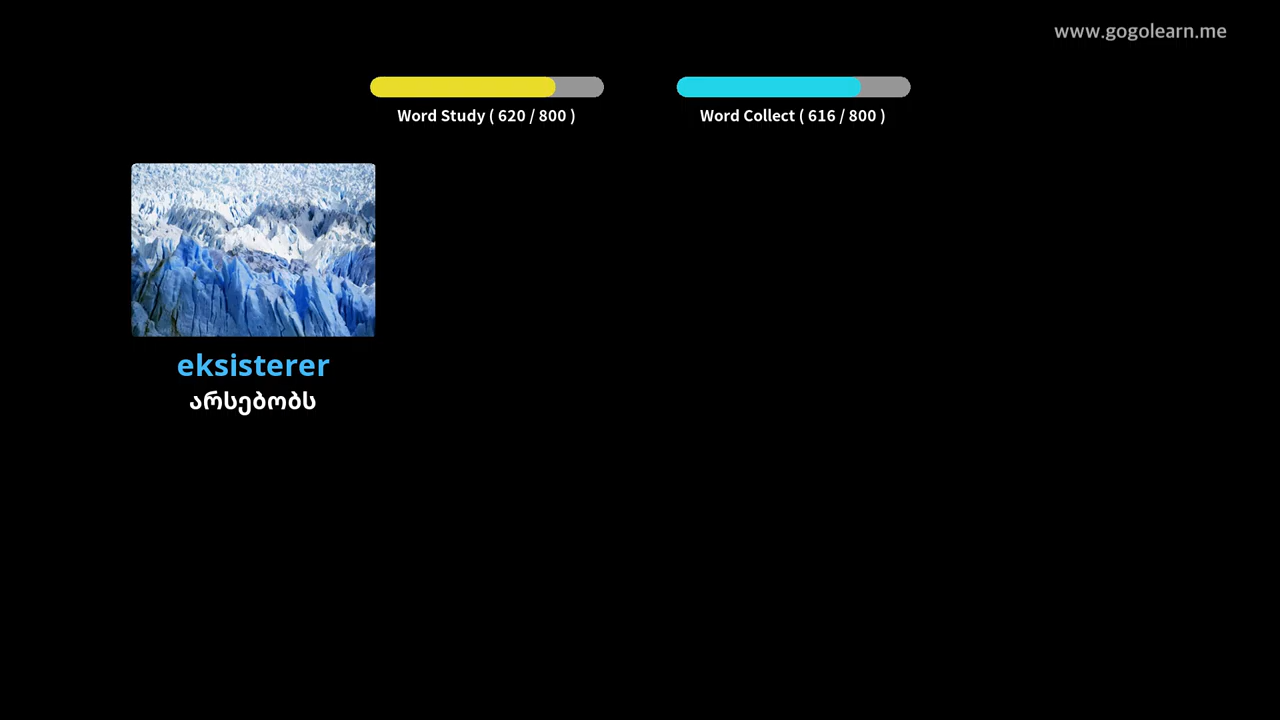 www.gogolearn.me
Word Study ( 620 / 800 )
Word Collect ( 616 / 800 )
eksisterer
არსებობს